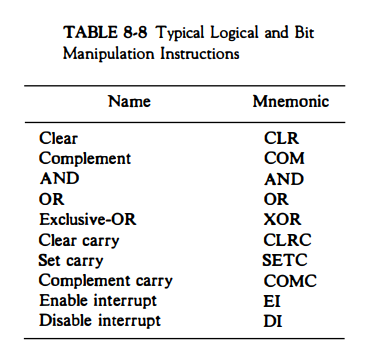 TABLE 8-8 Typical Logical and Bit
Manipulation Instructions
Name Mnemonic
Clear CLR
Complement COM
AND AND
OR OR
Exclusive-OR XOR
Clear carry CLRC
Set carry SETC
Complement carry COMC
Enable interrupt EI
Disable interrupt DI